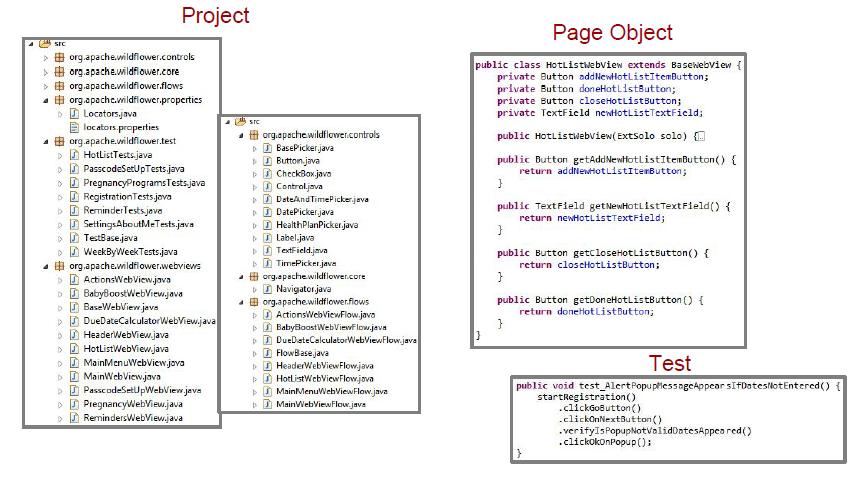 Project
src
org.apache.wildflower.controls
org.apache.wildflower.core
org.apache.wildflower.flows
org.apache.wildflower.properties
Locators.java
locators.properties
org.apache.wildflower.test
HotListTests.java
PasscodeSetUpTests.java
PregnancyProgramsTests.java
RegistrationTests.java
ReminderTests.java
SettingsAboutMeTests.java
TestBase.java
WeekByWeekTests.java
org.apache.wildflower.webviews
ActionsWebView.java
BabyBoostWebView.java
BaseWebView.java
DueDateCalculatorWebView.java
HeaderWebView.java
HotListWebView.java
MainMenuWebView.java
MainWebView.java
PasscodeSetUpWebView.java
PregnancyWebView.java
RemindersWebView.java
src
org.apache.wildflower.controls
BasePicker.java
Button.java
CheckBox.java
Control.java
DateAndTimePicker.java
DatePicker.java
HealthPlanPicker.java
Label.java
TextField.java
TimePicker.java
org.apache.wildflower.core
Navigator.java
org.apache.wildflower.flows
ActionsWebViewFlow.java
BabyBoostWebViewFlow.java
DueDateCalculatorWebViewFlow.java
FlowBase.java
HeaderWebViewFlow.java
HotListWebViewFlow.java
MainMenuWebViewFlow.java
MainWebViewFlow.java
Page Object
public class HotListWebView extends BaseWebView {
private Button addNewHotListItemButton;
private Button doneHotListButton;
private Button closeHotListButton;
private TextField newHotListTextField;
public HotListWebView(ExtSolo solo) {
public Button getAddNewHotListItemButton() {
return addNewHotListItemButton;
}
public TextField getNewHotListTextField() {
return newHotListTextField;
}
public Button getCloseHotListButton() {
return closeHotListButton;
}
public Button getDoneHotListButton() {
return doneHotListButton;
}
}
Test
public void test_AlertPopupMessageAppearsIfDatesNotEntered() {
startRegistration()
.clickGoButton()
.clickOnNextButton()
.verifyIsPopupNotValidDatesAppeared()
.clickOkOnPopup();
}